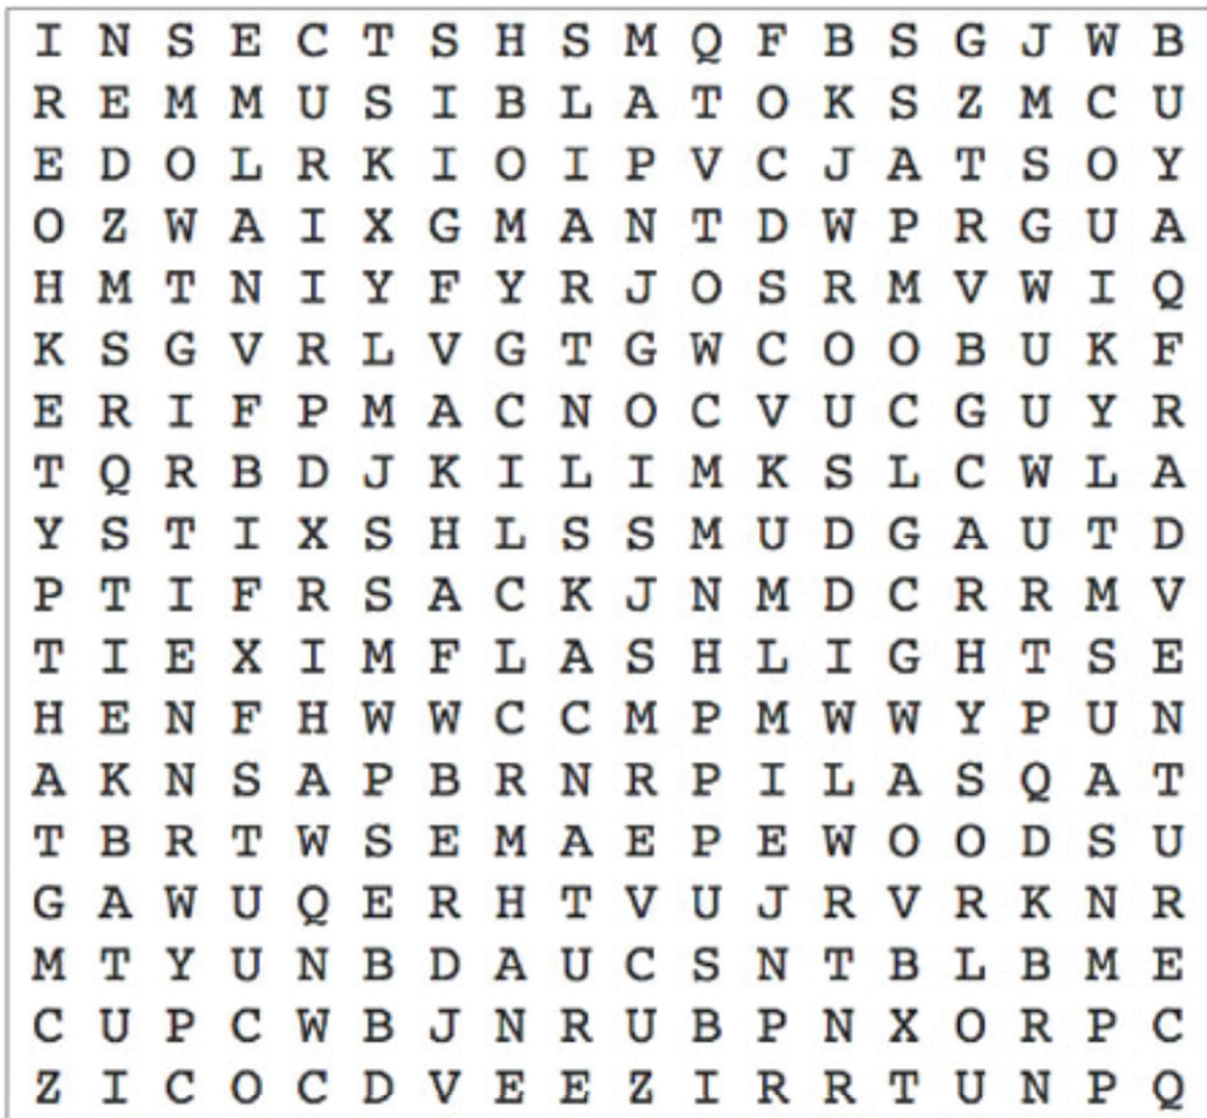 I N S E C T S H S M Q F B S G J W B
R E M M U S I B L A T O K S Z M C U
E D O L R K I O I P V C J A T S O Y
O Z W A I X G M A N T D W P R G U A
H M T N I Y F Y R J O S R M V W I Q
K S G V R L V G T G W C O O B U K F
E R I F P M A C N O C V U C G U Y R
T Q R B D J K I L I M K S L C W L A
Y S T I X S H L S S M U D G A U T D
P T I F R S A C K J N M D C R R M V
T I E X I M F L A S H L I G H T S E
H E N F H W W C C M P M W W Y P U N
A K N S A P B R N R P I L A S Q A T
T B R T W S E M A E P E W O O D S U
G A W U Q E R H T V U J R V R K N R
M T Y U N B D A U C S N T B L B M E
C U P C W B J N R U B P N X O R P C
Z I C O C D V E E Z I R R T U N P Q